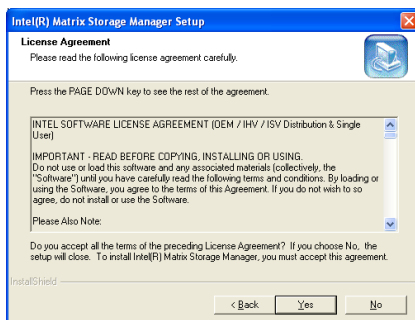 Intel(R) Matrix Storage Manager Setup
License Agreement
Please read the following license agreement carefully.
Press the PAGE DOWN key to see the rest of the agreement.
INTEL SOFTWARE LICENSE AGREEMENT (OEM / IHV / ISV Distribution & Single
User)
IMPORTANT - READ BEFORE COPYING, INSTALLING OR USING.
Do not use or load this software and any associated materials (collectively, the
"Software") until you have carefully read the following terms and conditions. By loading or
using the Software, you agree to the terms of this Agreement. If you do not wish to so
agree, do not install or use the Software.
Please Also Note:
Do you accept all the terms of the preceding License Agreement? If you choose No, the
setup will close. To install Intel(R) Matrix Storage Manager, you must accept this agreement.
InstallShield
< Back
Yes
No